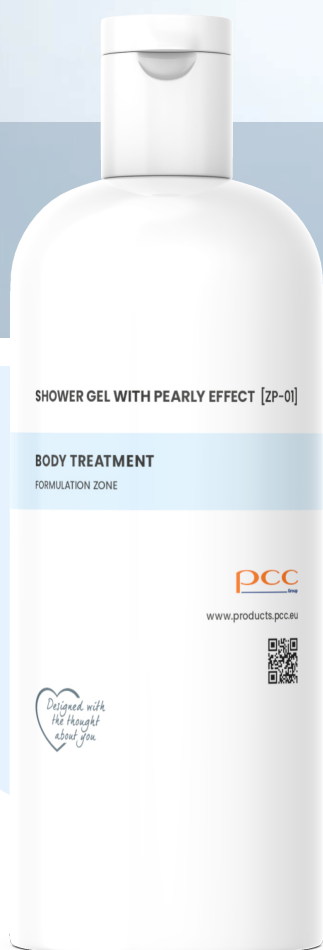 SHOWER GEL WITH PEARLY EFFECT [ZP-01]
BODY TREATMENT
FORMULATION ZONE
pcc
Group
www.products.pcc.eu
Designed with
the thought
about you